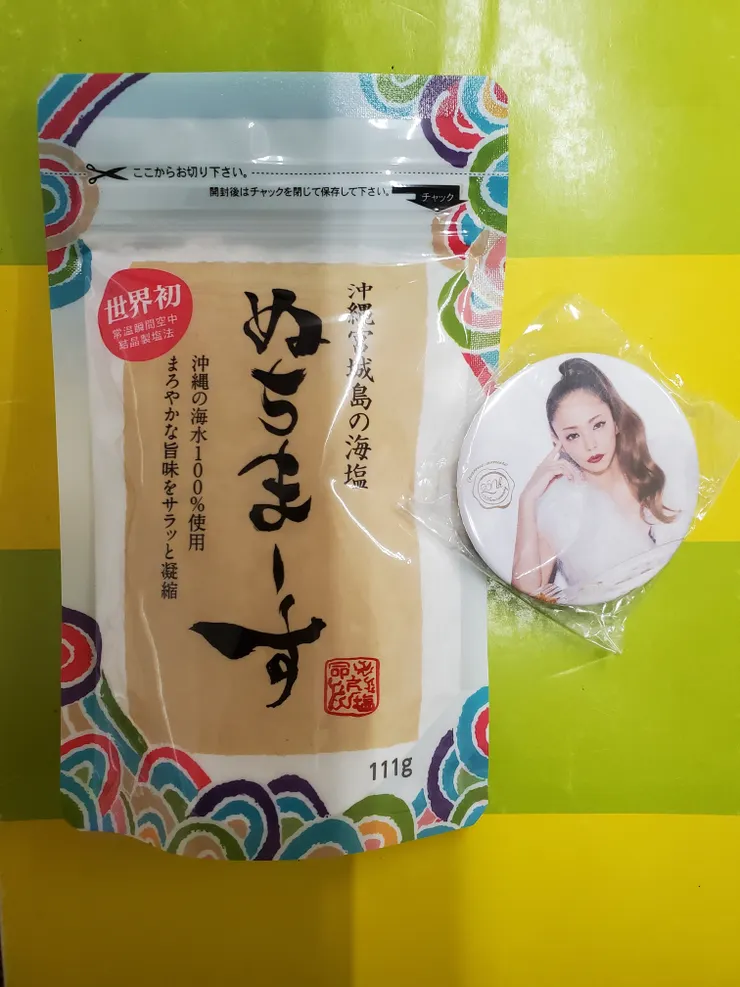 ここからお切り下さい。
開封後はチャックを閉じて保存して下さい。
チャック
世界初
常温瞬間空中
結晶製塩法
沖縄宮城島の海塩
ぬちまーす
沖縄の海水100%使用
まろやかな旨味をサラッと凝縮
111g